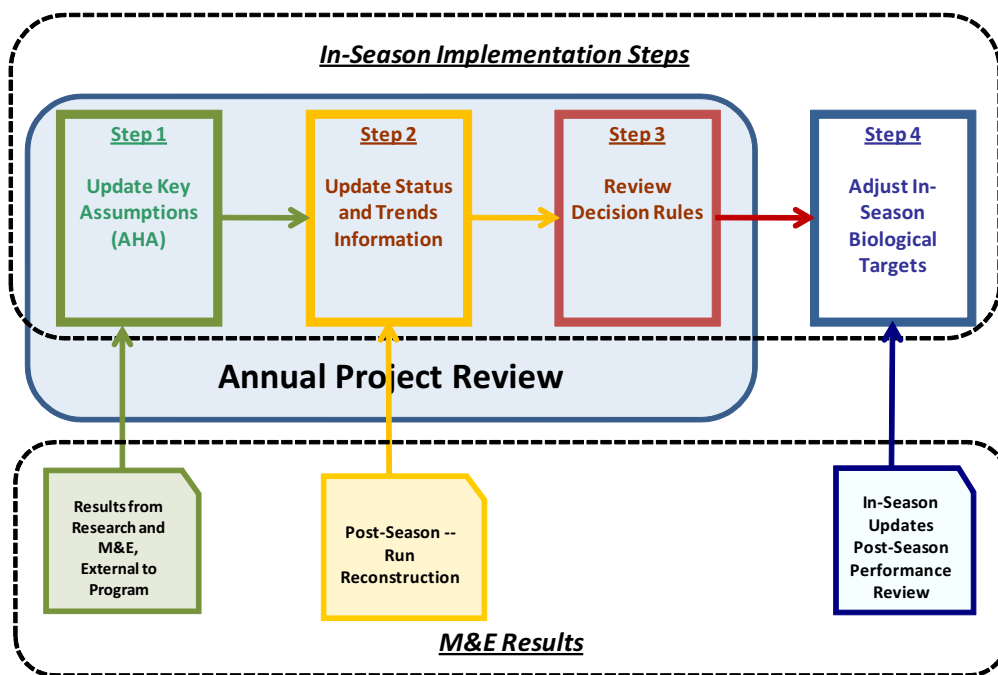 In-Season Implementation Steps
Step 1
Update Key
Assumptions
(AHA)
Step 2
Update Status
and Trends
Information
Step 3
Review
Decision Rules
Step 4
Adjust In-
Season
Biological
Targets
Annual Project Review
Results from
Research and
M&E,
External to
Program
Post-Season --
Run
Reconstruction
In-Season
Updates
Post-Season
Performance
Review
M&E Results